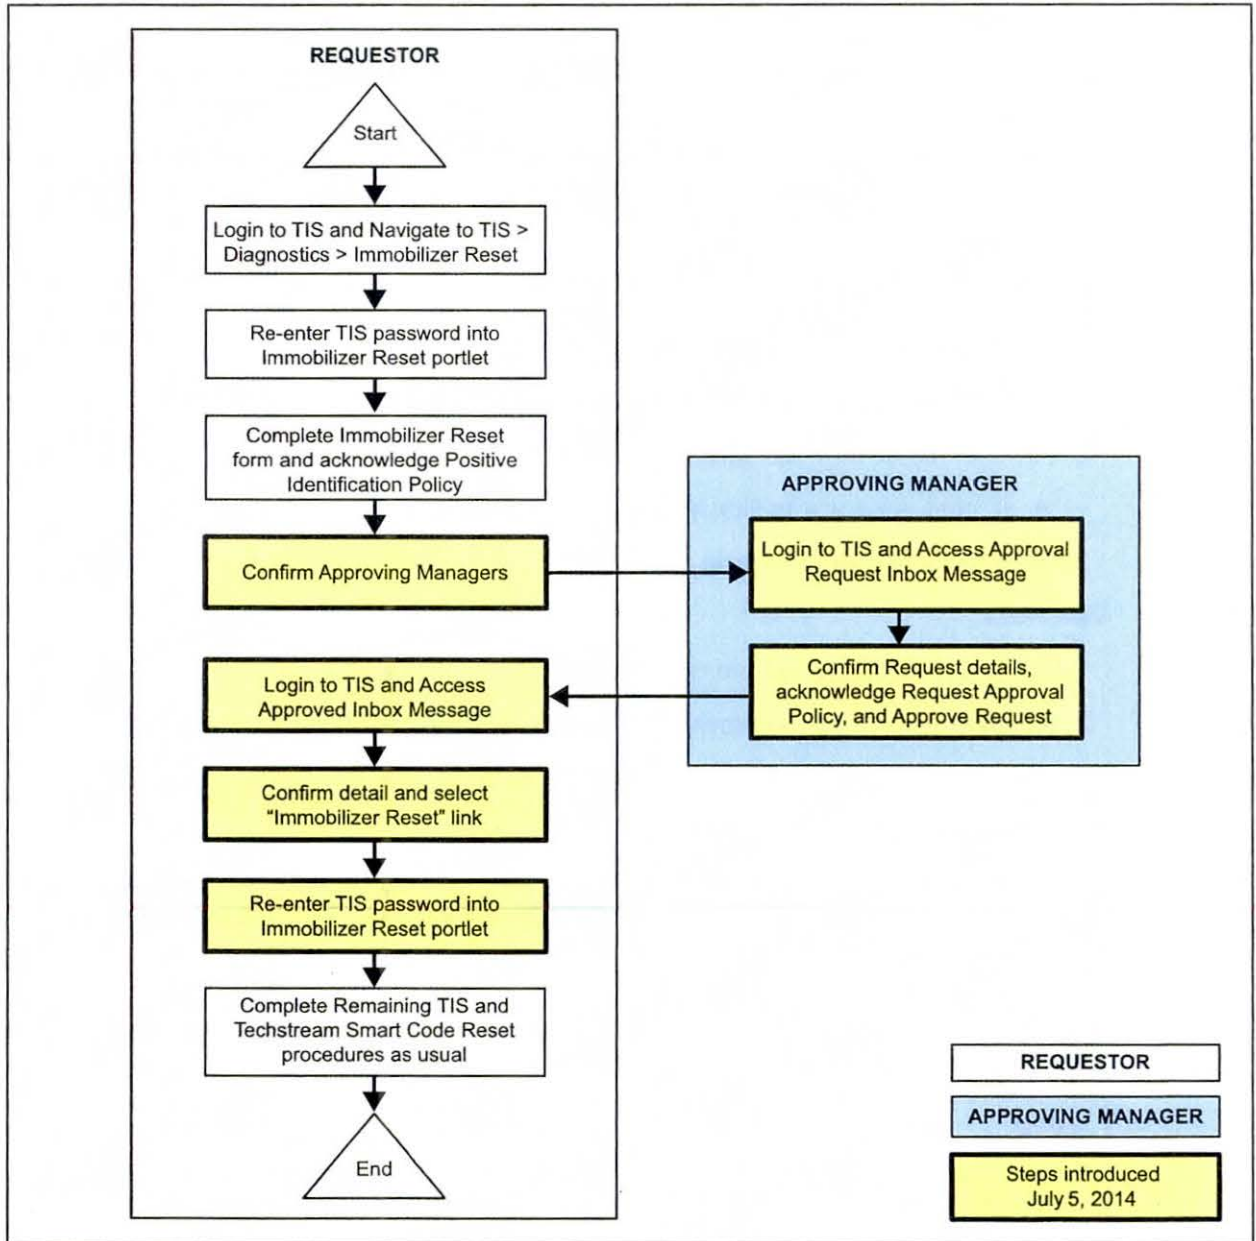 REQUESTOR
Start
Login to TIS and Navigate to TIS >
Diagnostics > Immobilizer Reset
Re-enter TIS password into
Immobilizer Reset portlet
Complete Immobilizer Reset
form and acknowledge Positive
Identification Policy
Confirm Approving Managers
APPROVING MANAGER
Login to TIS and Access Approval
Request Inbox Message
Confirm Request details,
acknowledge Request Approval
Policy, and Approve Request
Login to TIS and Access
Approved Inbox Message
Confirm detail and select
“Immobilizer Reset” link
Re-enter TIS password into
Immobilizer Reset portlet
Complete Remaining TIS and
Techstream Smart Code Reset
procedures as usual
End
REQUESTOR
APPROVING MANAGER
Steps introduced
July 5, 2014